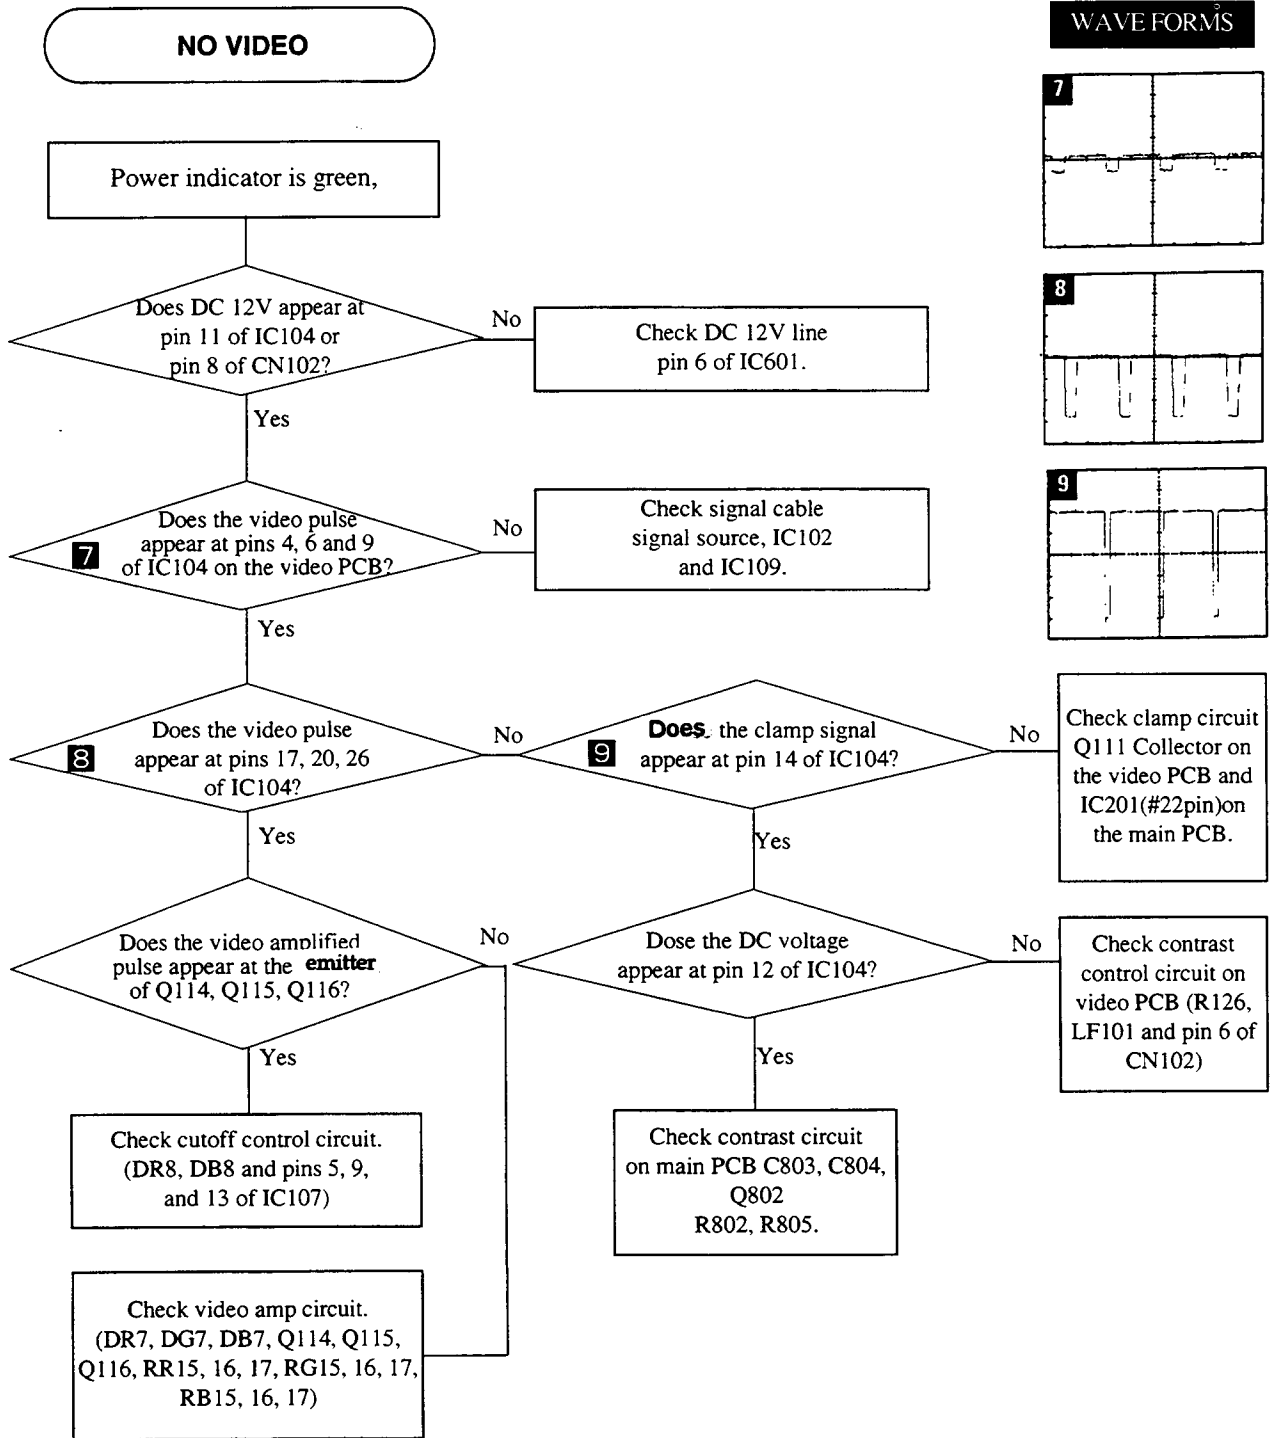 NO VIDEO
WAVE FORMS
7
Power indicator is green,
Does DC 12V appear at
pin 11 of IC104 or
pin 8 of CN102?
No
Check DC 12V line
pin 6 of IC601.
8
Yes
7
Does the video pulse
appear at pins 4, 6 and 9
of IC104 on the video PCB?
No
Check signal cable
signal source, IC102
and IC109.
9
Yes
8
Does the video pulse
appear at pins 17, 20, 26
of IC104?
No
9
Does the clamp signal
appear at pin 14 of IC104?
No
Check clamp circuit
Q111 Collector on
the video PCB and
IC201(#22pin)on
the main PCB.
Yes
Yes
Does the video amplified
pulse appear at the emitter
of Q114, Q115, Q116?
No
Dose the DC voltage
appear at pin 12 of IC104?
No
Check contrast
control circuit on
video PCB (R126,
LF101 and pin 6 of
CN102)
Yes
Yes
Check cutoff control circuit.
(DR8, DB8 and pins 5, 9,
and 13 of IC107)
Check contrast circuit
on main PCB C803, C804,
Q802
R802, R805.
Check video amp circuit.
(DR7, DG7, DB7, Q114, Q115,
Q116, RR15, 16, 17, RG15, 16, 17,
RB15, 16, 17)